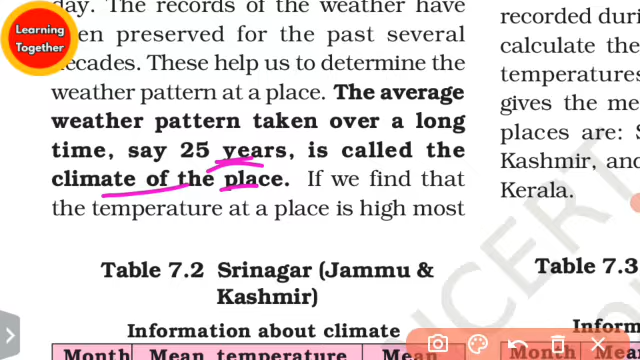 Learning
Together
day. The records of the weather have
been preserved for the past several
decades. These help us to determine the
weather pattern at a place. The average
weather pattern taken over a long
time, say 25 years, is called the
climate of the place. If we find that
the temperature at a place is high most
Table 7.2 Srinagar (Jammu &
Kashmir)
Information about climate
Month Mean temperature Mean
recorded duri
calculate the
temperatures
gives the me
places are: S
Kashmir, and
Kerala.
Table 7.3
Inform
Month Mean
NCERT